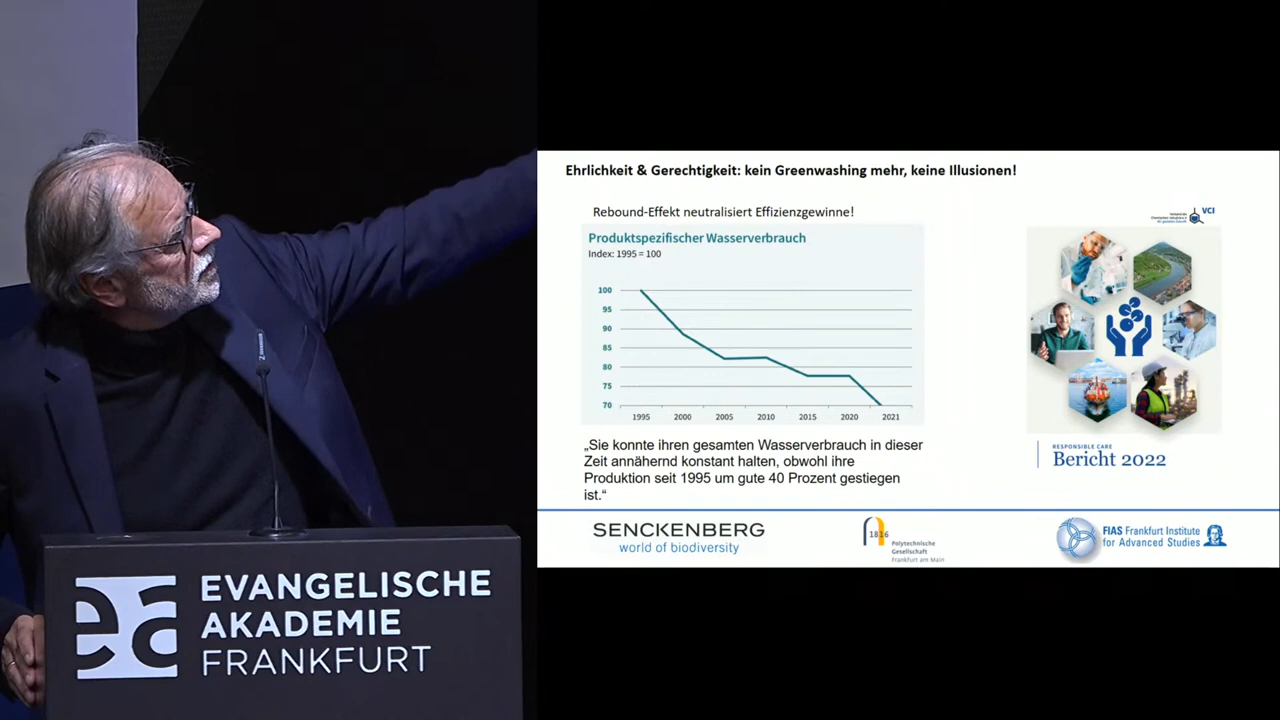 Ehrlichkeit & Gerechtigkeit: kein Greenwashing mehr, keine Illusionen!
Rebound-Effekt neutralisiert Effizienzgewinne!
VCI
Produktspezifischer Wasserverbrauch
Index: 1995 = 100
100
95
90
85
80
75
70
1995 2000 2005 2010 2015 2020 2021
„Sie konnte ihren gesamten Wasserverbrauch in dieser
Zeit annähernd konstant halten, obwohl ihre
Produktion seit 1995 um gute 40 Prozent gestiegen
ist.“
RESPONSIBLE CARE
Bericht 2022
SENCKENBERG
world of biodiversity
1816
Polytechnische
Gesellschaft
Frankfurt am Main
FIAS Frankfurt Institute
for Advanced Studies
ea
EVANGELISCHE
AKADEMIE
FRANKFURT